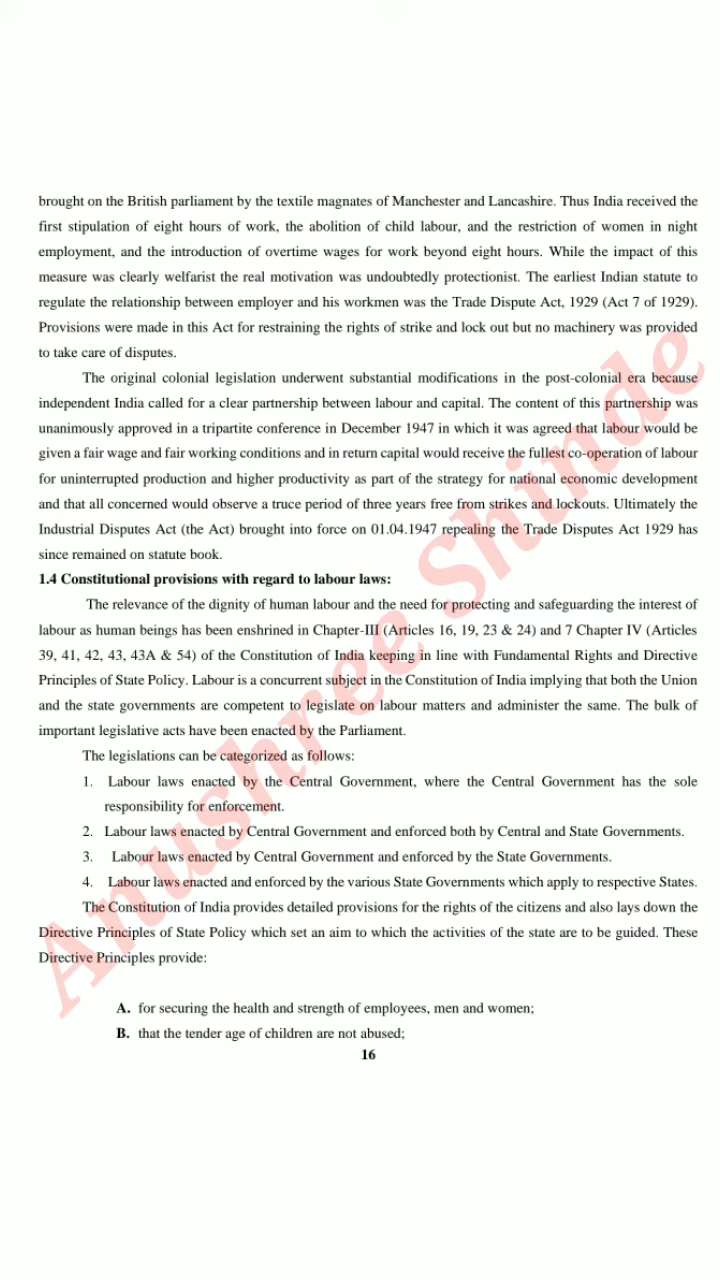 brought on the British parliament by the textile magnates of Manchester and Lancashire. Thus India received the
first stipulation of eight hours of work, the abolition of child labour, and the restriction of women in night
employment, and the introduction of overtime wages for work beyond eight hours. While the impact of this
measure was clearly welfarist the real motivation was undoubtedly protectionist. The earliest Indian statute to
regulate the relationship between employer and his workmen was the Trade Dispute Act, 1929 (Act 7 of 1929).
Provisions were made in this Act for restraining the rights of strike and lock out but no machinery was provided
to take care of disputes.
The original colonial legislation underwent substantial modifications in the post-colonial era because
independent India called for a clear partnership between labour and capital. The content of this partnership was
unanimously approved in a tripartite conference in December 1947 in which it was agreed that labour would be
given a fair wage and fair working conditions and in return capital would receive the fullest co-operation of labour
for uninterrupted production and higher productivity as part of the strategy for national economic development
and that all concerned would observe a truce period of three years free from strikes and lockouts. Ultimately the
Industrial Disputes Act (the Act) brought into force on 01.04.1947 repealing the Trade Disputes Act 1929 has
since remained on statute book.
1.4 Constitutional provisions with regard to labour laws:
The relevance of the dignity of human labour and the need for protecting and safeguarding the interest of
labour as human beings has been enshrined in Chapter-III (Articles 16, 19, 23 & 24) and 7 Chapter IV (Articles
39, 41, 42, 43, 43A & 54) of the Constitution of India keeping in line with Fundamental Rights and Directive
Principles of State Policy. Labour is a concurrent subject in the Constitution of India implying that both the Union
and the state governments are competent to legislate on labour matters and administer the same. The bulk of
important legislative acts have been enacted by the Parliament.
The legislations can be categorized as follows:
1. Labour laws enacted by the Central Government, where the Central Government has the sole
responsibility for enforcement.
2. Labour laws enacted by Central Government and enforced both by Central and State Governments.
3. Labour laws enacted by Central Government and enforced by the State Governments.
4. Labour laws enacted and enforced by the various State Governments which apply to respective States.
The Constitution of India provides detailed provisions for the rights of the citizens and also lays down the
Directive Principles of State Policy which set an aim to which the activities of the state are to be guided. These
Directive Principles provide:
A. for securing the health and strength of employees, men and women;
B. that the tender age of children are not abused;
16
Anushree Shinde